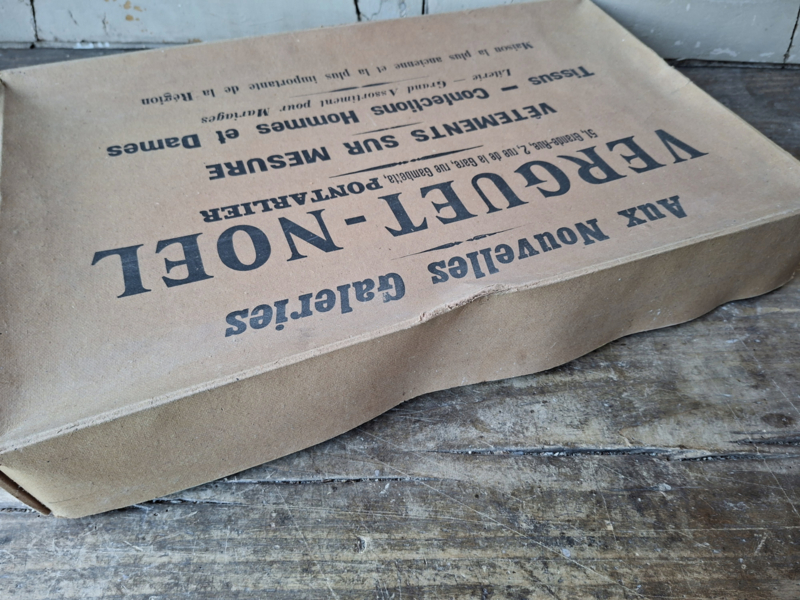 Aux Nouvelles Galeries
VERGUET-NOEL
51, Grande-Rue, 2, rue de la Gare, rue Gambetta, PONTARLIER
VÊTEMENTS SUR MESURE
Tissus — Confections Hommes et Dames
Literie — Grand Assortiment pour Mariages
Maison la plus ancienne et la plus importante de la Région